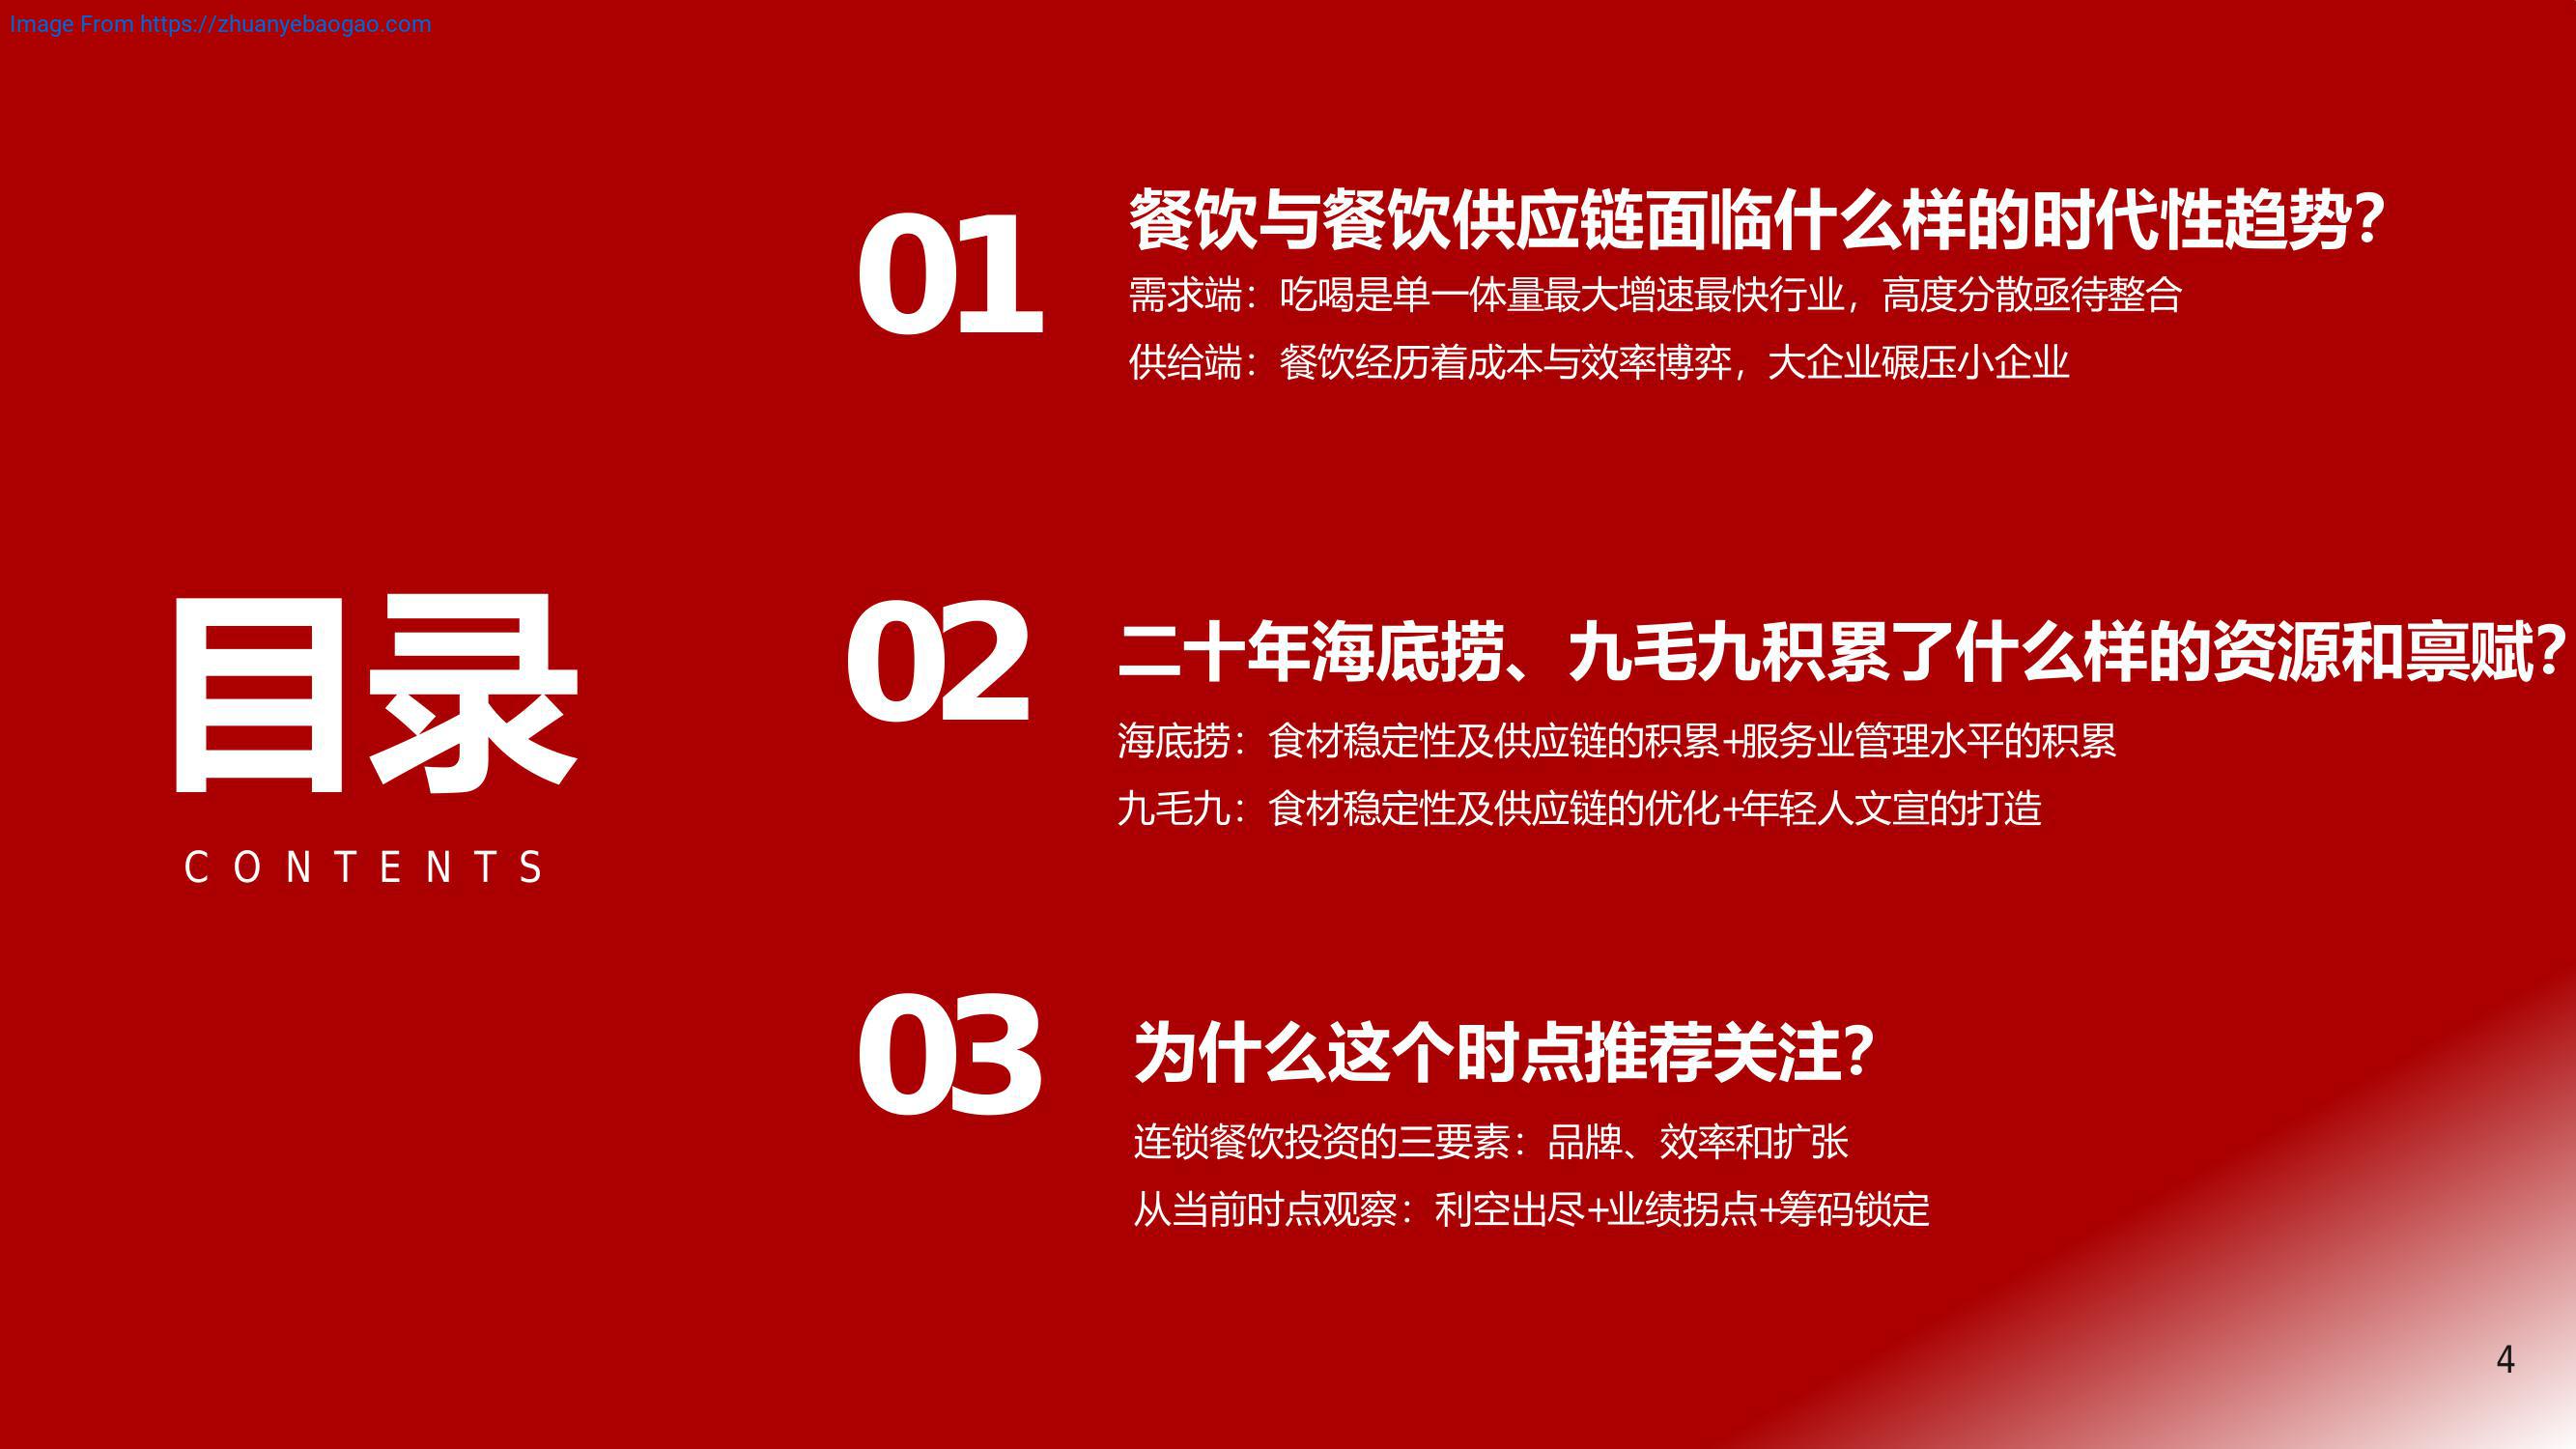 Image From https://zhuanyebaogao.com
目录
CONTENTS
01
餐饮与餐饮供应链面临什么样的时代性趋势？
需求端：吃喝是单一体量最大增速最快行业，高度分散亟待整合
供给端：餐饮经历着成本与效率博弈，大企业碾压小企业
02
二十年海底捞、九毛九积累了什么样的资源和禀赋？
海底捞：食材稳定性及供应链的积累+服务业管理水平的积累
九毛九：食材稳定性及供应链的优化+年轻人文宣的打造
03
为什么这个时点推荐关注？
连锁餐饮投资的三要素：品牌、效率和扩张
从当前时点观察：利空出尽+业绩拐点+筹码锁定
4